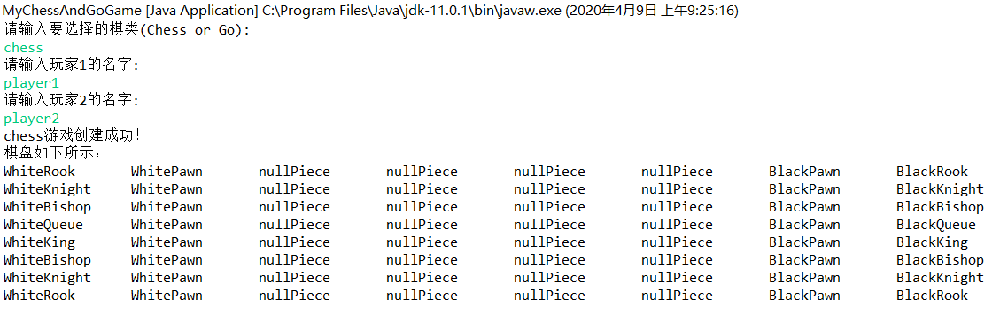 MyChessAndGoGame [Java Application] C:\Program Files\Java\jdk-11.0.1\bin\javaw.exe (2020年4月9日 上午9:25:16)
请输入要选择的棋类(Chess or Go):
chess
请输入玩家1的名字:
player1
请输入玩家2的名字:
player2
chess游戏创建成功!
棋盘如下所示:
WhiteRook WhitePawn nullPiece nullPiece nullPiece nullPiece BlackPawn BlackRook
WhiteKnight WhitePawn nullPiece nullPiece nullPiece nullPiece BlackPawn BlackKnight
WhiteBishop WhitePawn nullPiece nullPiece nullPiece nullPiece BlackPawn BlackBishop
WhiteQueue WhitePawn nullPiece nullPiece nullPiece nullPiece BlackPawn BlackQueue
WhiteKing WhitePawn nullPiece nullPiece nullPiece nullPiece BlackPawn BlackKing
WhiteBishop WhitePawn nullPiece nullPiece nullPiece nullPiece BlackPawn BlackBishop
WhiteKnight WhitePawn nullPiece nullPiece nullPiece nullPiece BlackPawn BlackKnight
WhiteRook WhitePawn nullPiece nullPiece nullPiece nullPiece BlackPawn BlackRook